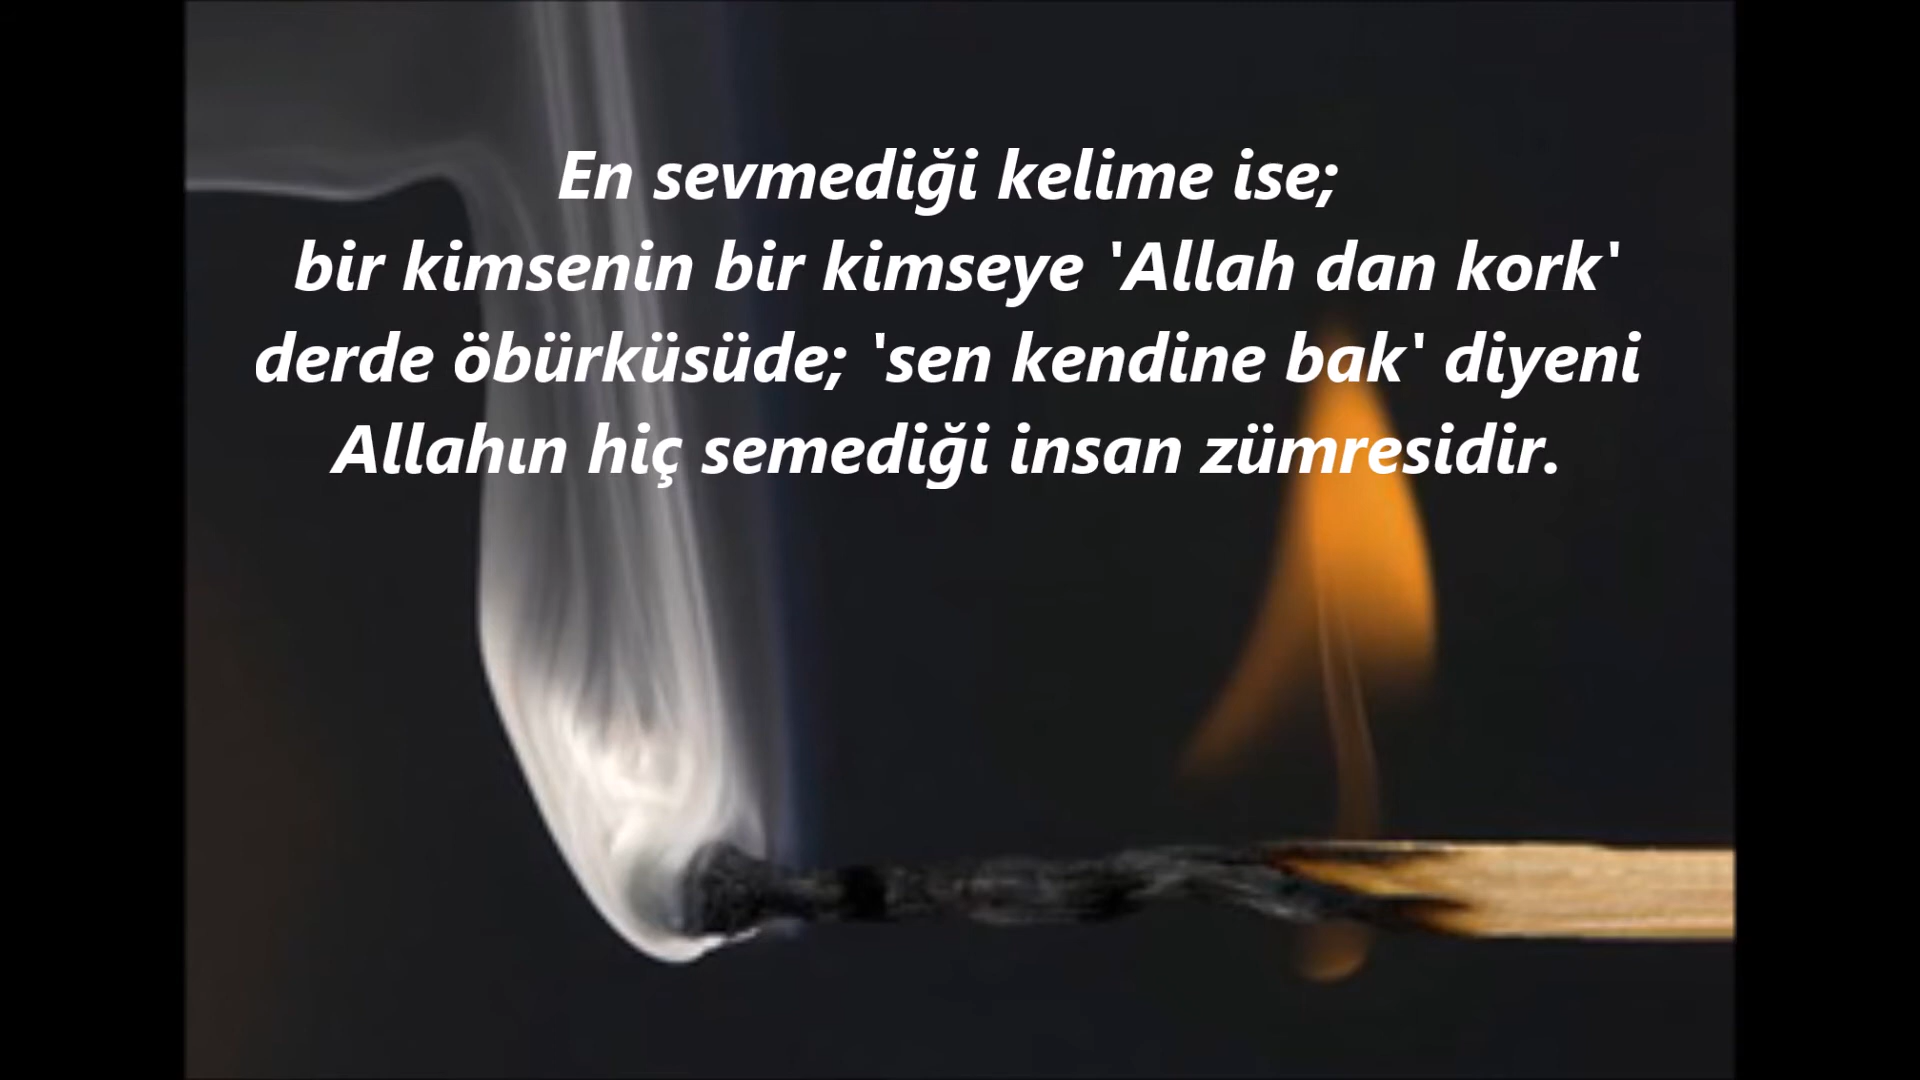 En sevmediği kelime ise;
bir kimsenin bir kimseye 'Allah dan kork'
derde öbürküsüde; 'sen kendine bak' diyeni
Allahın hiç semediği insan zümresidir.